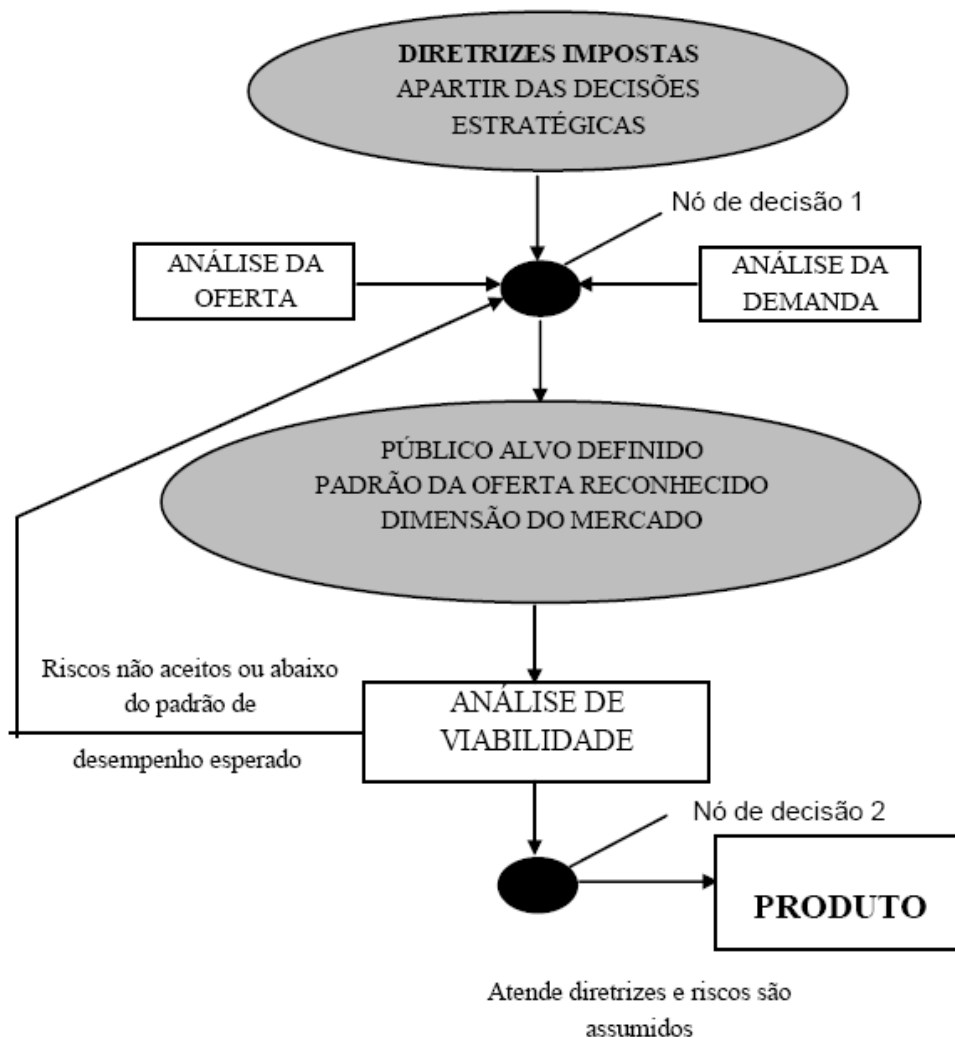 DIRETRIZES IMPOSTAS
APARTIR DAS DECISÕES
ESTRATÉGICAS
Nó de decisão 1
ANÁLISE DA
OFERTA
ANÁLISE DA
DEMANDA
PÚBLICO ALVO DEFINIDO
PADRÃO DA OFERTA RECONHECIDO
DIMENSÃO DO MERCADO
Riscos não aceitos ou abaixo
do padrão de
desempenho esperado
ANÁLISE DE
VIABILIDADE
Nó de decisão 2
PRODUTO
Atende diretrizes e riscos são
assumidos